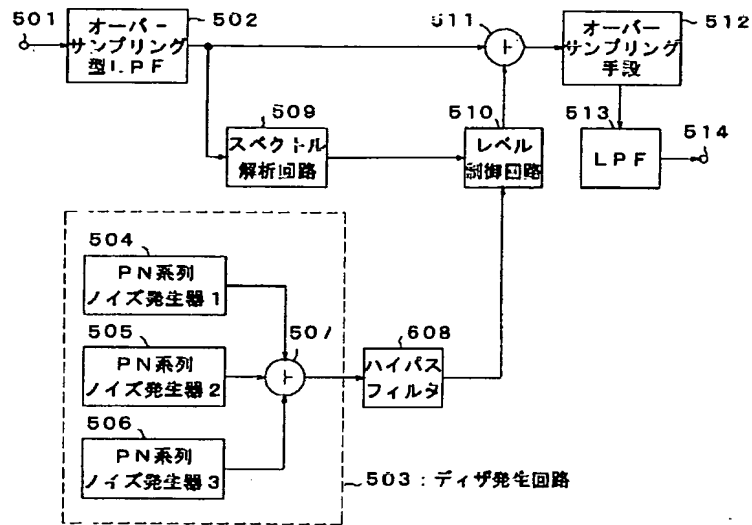 501
オーバー
サンプリング
型LPF
502
511
+
オーバー
サンプリング
手段
512
509
スペクトル
解析回路
510
レベル
制御回路
513
LPF
514
504
PN系列
ノイズ発生器1
505
PN系列
ノイズ発生器2
506
PN系列
ノイズ発生器3
507
+
608
ハイパス
フィルタ
503:ディザ発生回路